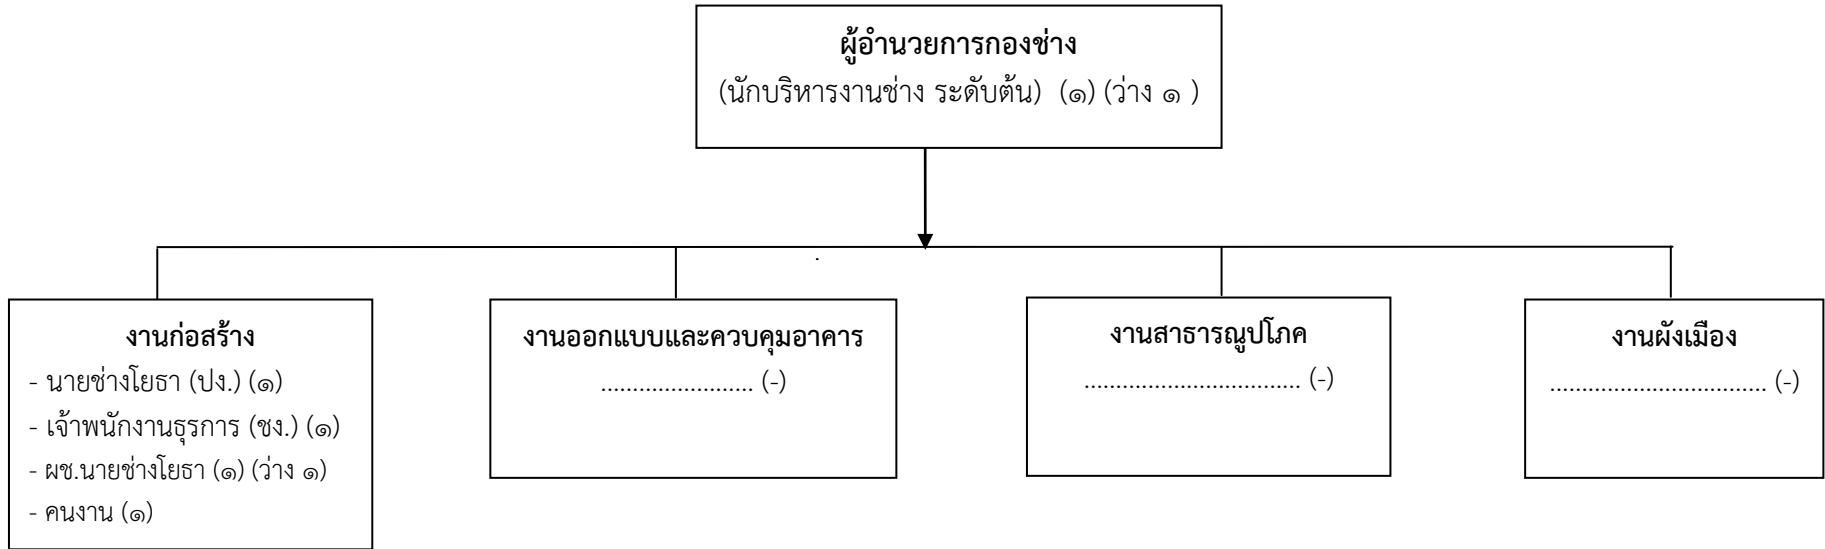 ผู้อำนวยการกองช่าง
(นักบริหารงานช่าง ระดับต้น) (๑) (ว่าง ๑ )
งานก่อสร้าง
- นายช่างโยธา (ปง.) (๑)
- เจ้าพนักงานธุรการ (ชง.) (๑)
- ผช.นายช่างโยธา (๑) (ว่าง ๑)
- คนงาน (๑)
งานออกแบบและควบคุมอาคาร
........................ (-)
งานสาธารณูปโภค
.................................. (-)
งานผังเมือง
.................................. (-)